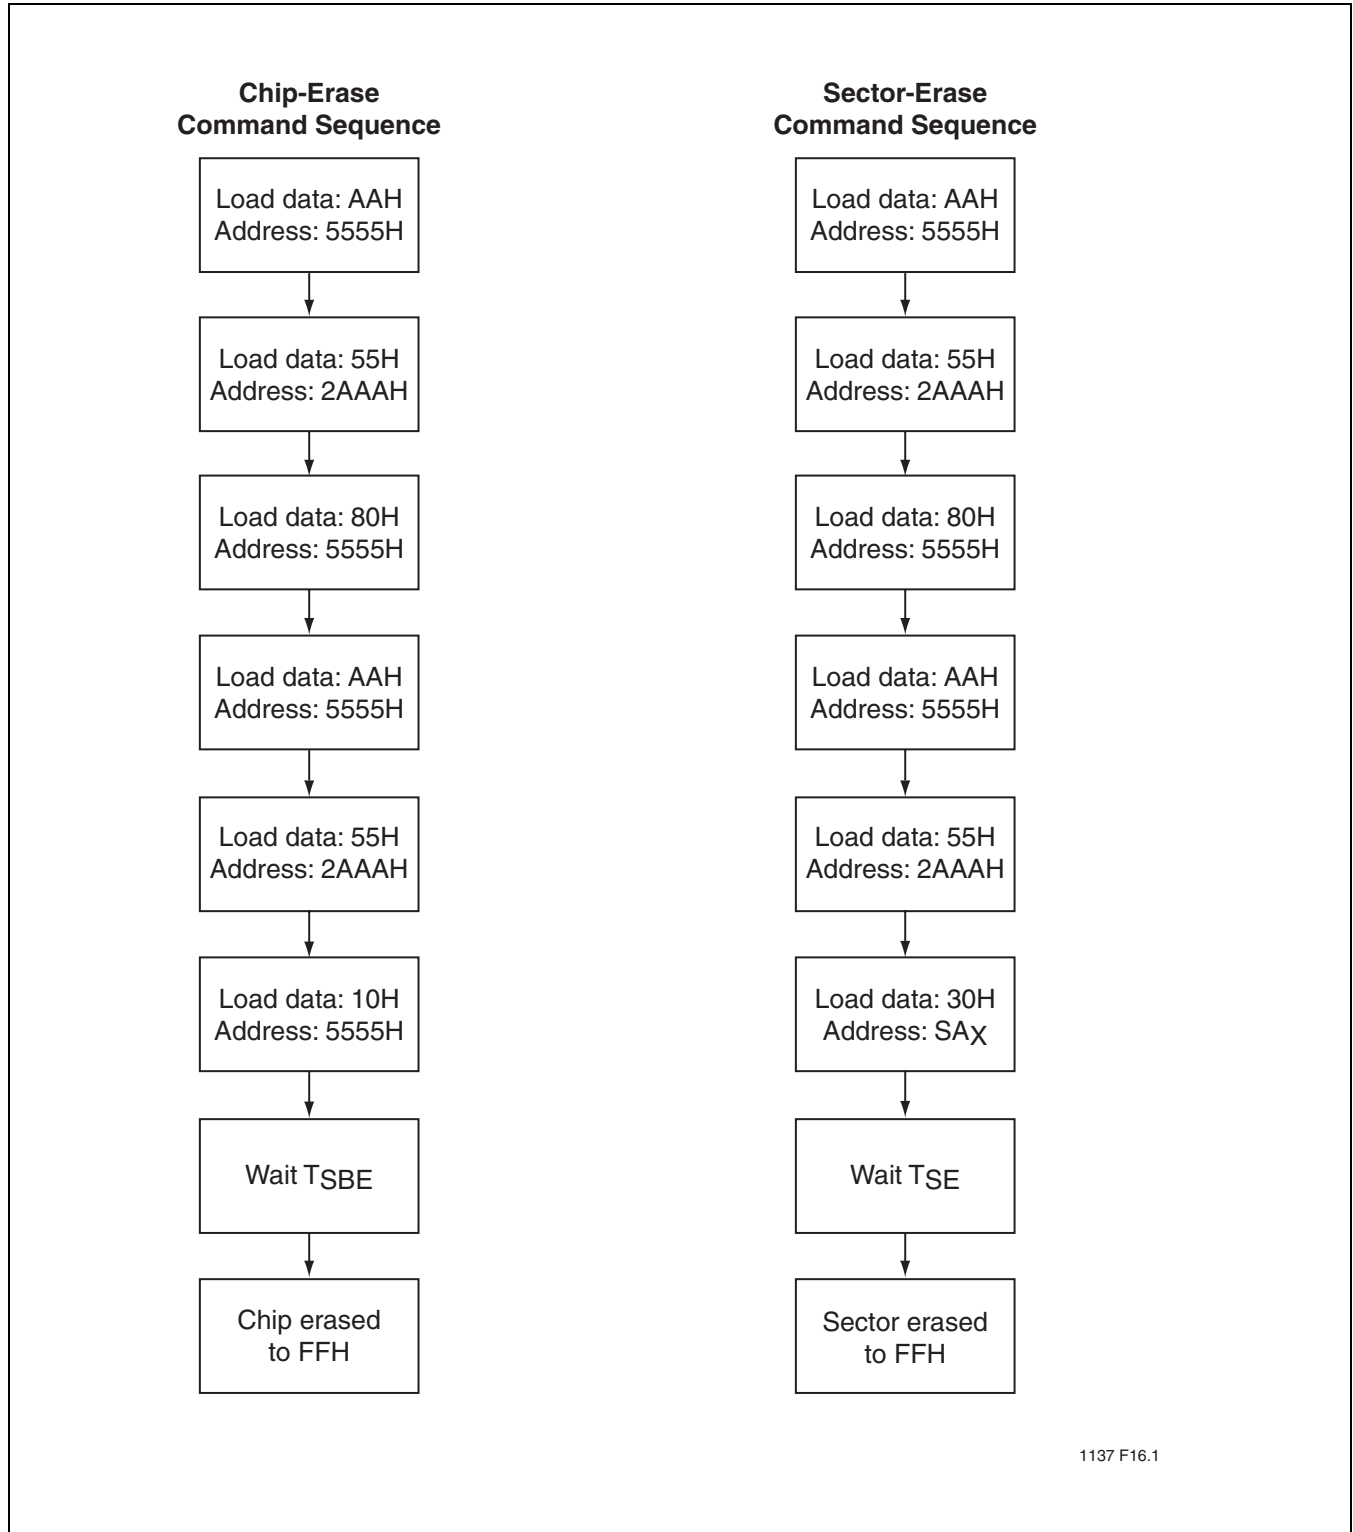 Chip-Erase
Command Sequence
Load data: AAH
Address: 5555H
Load data: 55H
Address: 2AAAH
Load data: 80H
Address: 5555H
Load data: AAH
Address: 5555H
Load data: 55H
Address: 2AAAH
Load data: 10H
Address: 5555H
Wait TSBE
Chip erased
to FFH
Sector-Erase
Command Sequence
Load data: AAH
Address: 5555H
Load data: 55H
Address: 2AAAH
Load data: 80H
Address: 5555H
Load data: AAH
Address: 5555H
Load data: 55H
Address: 2AAAH
Load data: 30H
Address: SAX
Wait TSE
Sector erased
to FFH
1137 F16.1